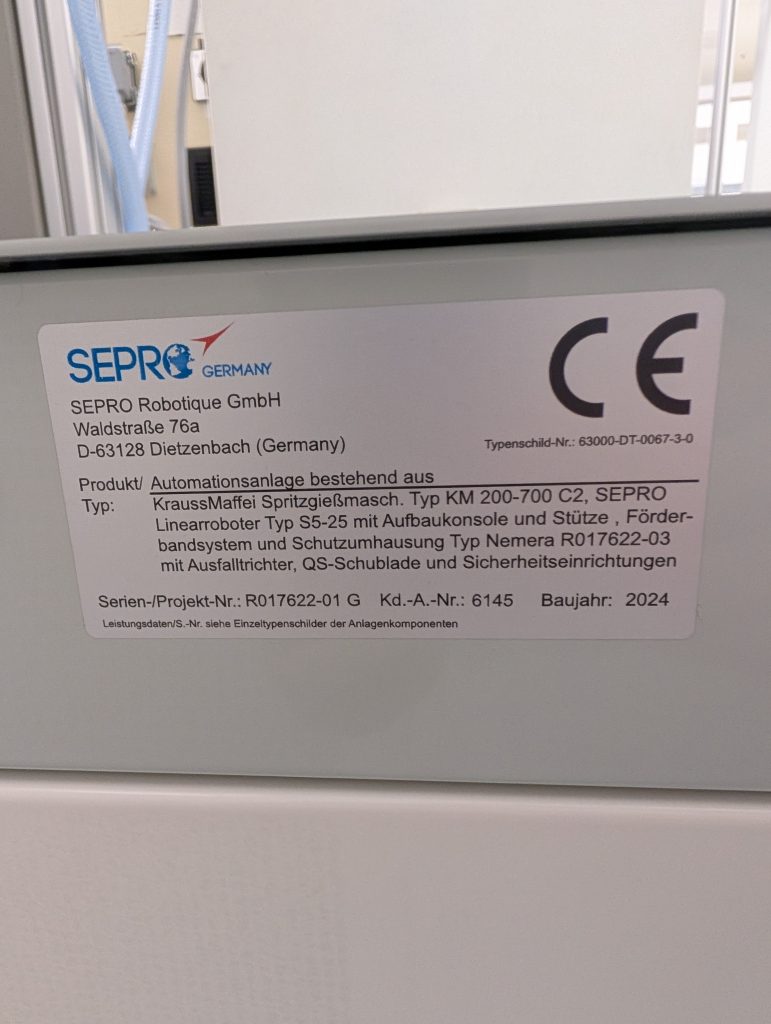 SEPRO GERMANY
SEPRO Robotique GmbH
Waldstraße 76a
D-63128 Dietzenbach (Germany)
CE
Typenschild-Nr.: 63000-DT-0067-3-0
Produkt/ Automationsanlage bestehend aus
Typ: KraussMaffei Spritzgießmasch. Typ KM 200-700 C2, SEPRO
Linearroboter Typ S5-25 mit Aufbaukonsole und Stütze , Förder-
bandsystem und Schutzumhausung Typ Nemera R017622-03
mit Ausfalltrichter, QS-Schublade und Sicherheitseinrichtungen
Serien-/Projekt-Nr.: R017622-01 G Kd.-A.-Nr.: 6145 Baujahr: 2024
Leistungsdaten/S.-Nr. siehe Einzeltypenschilder der Anlagenkomponenten